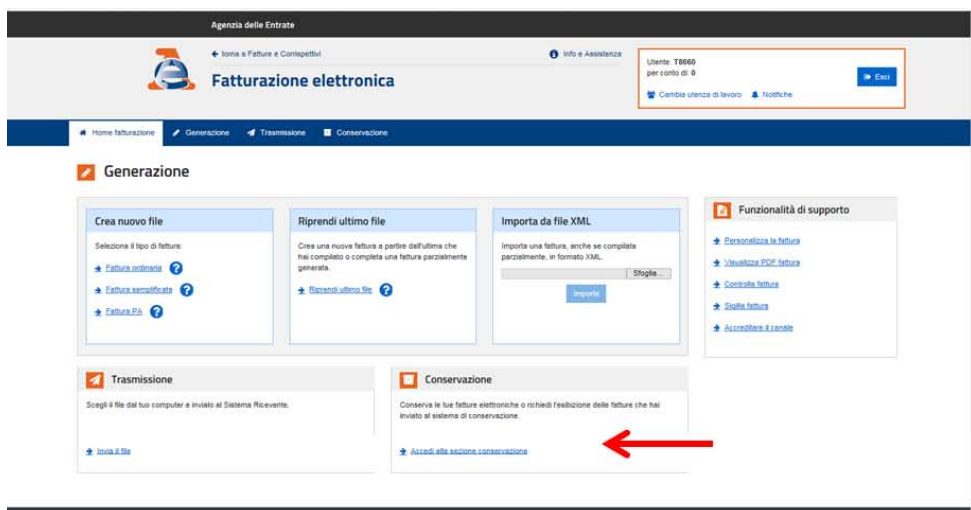 Agenzia delle Entrate
torna a Fatture e Corrispettivi
Info e Assistenza
Fatturazione elettronica
Utente: T8660
per conto di: 0
Esci
Cambia utenza di lavoro
Notifiche
Home fatturazione
Generazione
Trasmissione
Conservazione
Generazione
Crea nuovo file
Seleziona il tipo di fattura:
Fattura ordinaria ?
Fattura semplificata ?
Fattura PA ?
Riprendi ultimo file
Crea una nuova fattura a partire dall'ultima che
hai compilato o completa una fattura parzialmente
generata.
Riprendi ultimo file ?
Importa da file XML
Importa una fattura, anche se compilata
parzialmente, in formato XML.
Sfoglia...
Importa
Funzionalità di supporto
Personalizza la fattura
Visualizza PDF fattura
Controlla fattura
Sigilla fattura
Accreditare il canale
Trasmissione
Scegli il file dal tuo computer e invialo al Sistema Ricevente.
Invia il file
Conservazione
Conserva le tue fatture elettroniche o richiedi l'esibizione delle fatture che hai
inviato al sistema di conservazione
Accedi alla sezione conservazione